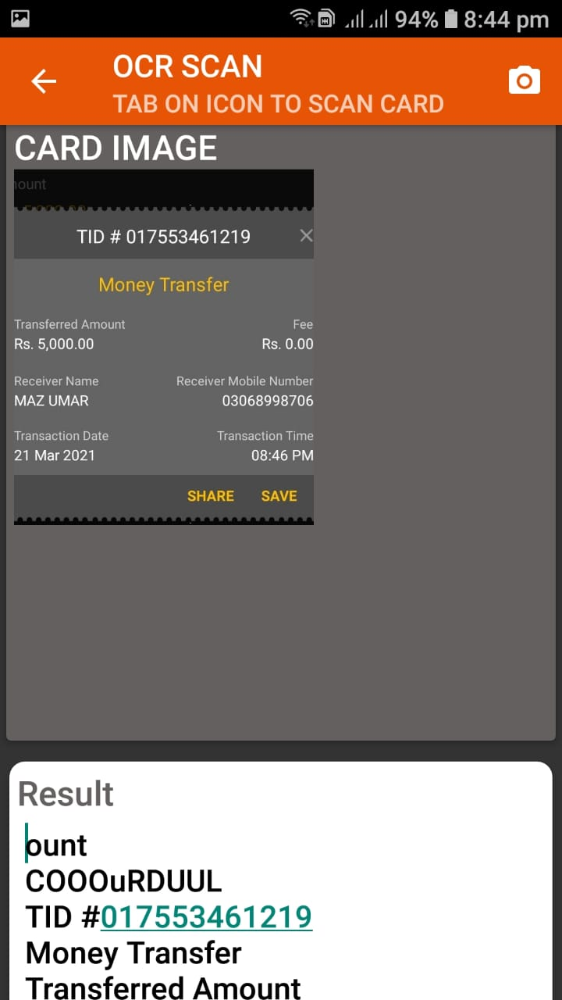 94% 8:44 pm
OCR SCAN
TAB ON ICON TO SCAN CARD
CARD IMAGE
ount
TID # 017553461219
Money Transfer
Transferred Amount Fee
Rs. 5,000.00 Rs. 0.00
Receiver Name Receiver Mobile Number
MAZ UMAR 03068998706
Transaction Date Transaction Time
21 Mar 2021 08:46 PM
SHARE SAVE
Result
ount
COOOuRDUUL
TID #017553461219
Money Transfer
Transferred Amount